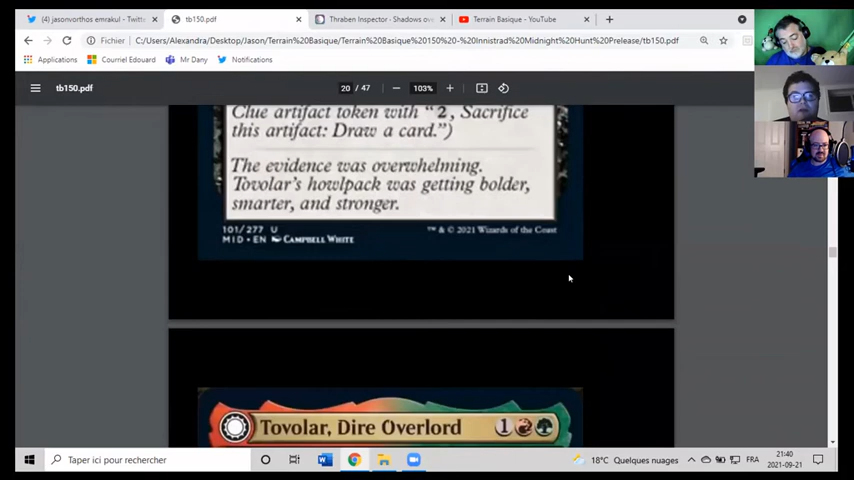 (4) jasonvorthos emrakul - / Twitt
tb150.pdf
Thraben Inspector - Shadows ov
Terrain Basique - YouTube
Fichier
C:/Users/Alexandra/Desktop/Jason/Terrain%20Basique/Terrain%20Basique%20150%20-%20Innistrad%20Midnight%20Hunt%20Prelease/tb150.pdf
Applications
Courriel Edouard
Mr Dany
Notifications
tb150.pdf
20 / 47
103%
Clue artifact token with “2, Sacrifice
this artifact: Draw a card.”)
The evidence was overwhelming.
Tovolar's howlpack was getting bolder,
smarter, and stronger.
101/277 U
MID • EN CAMPBELL WHITE
™ & © 2021 Wizards of the Coast
Tovolar, Dire Overlord
1
Taper ici pour rechercher
18°C Quelques nuages
FRA
21:40
2021-09-21